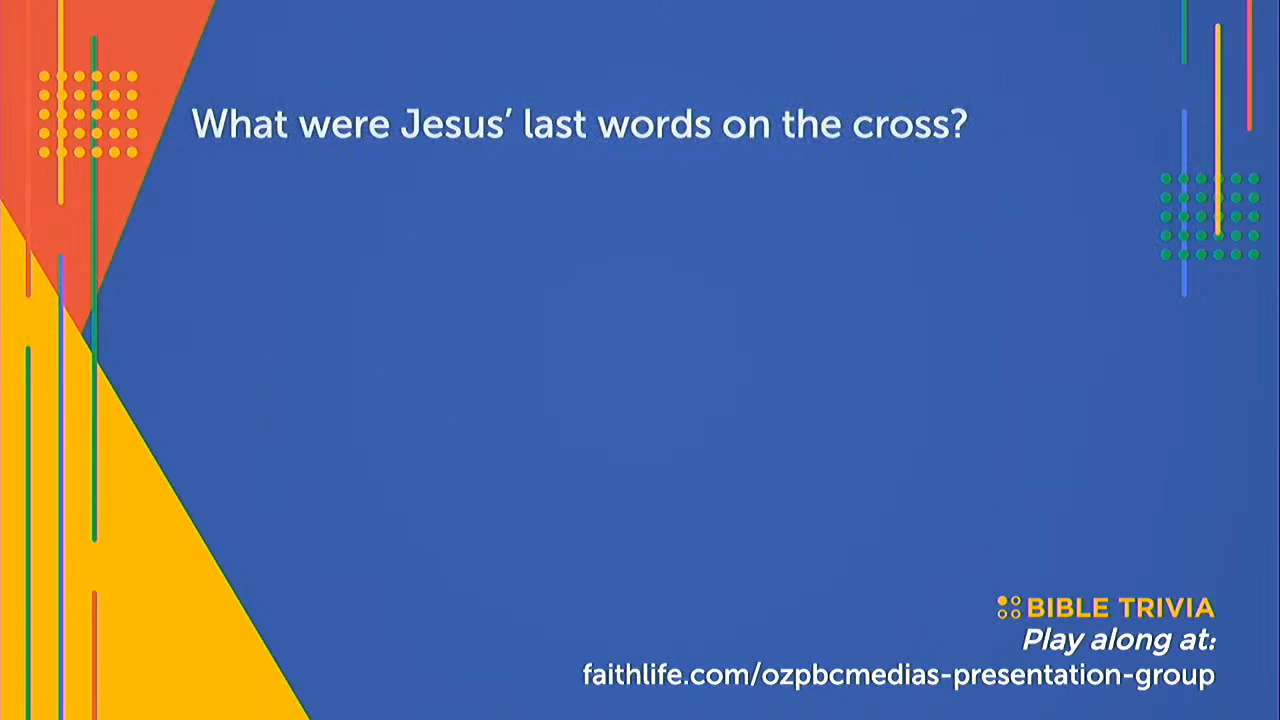 What were Jesus’ last words on the cross?
BIBLE TRIVIA
Play along at:
faithlife.com/ozpbcmedias-presentation-group